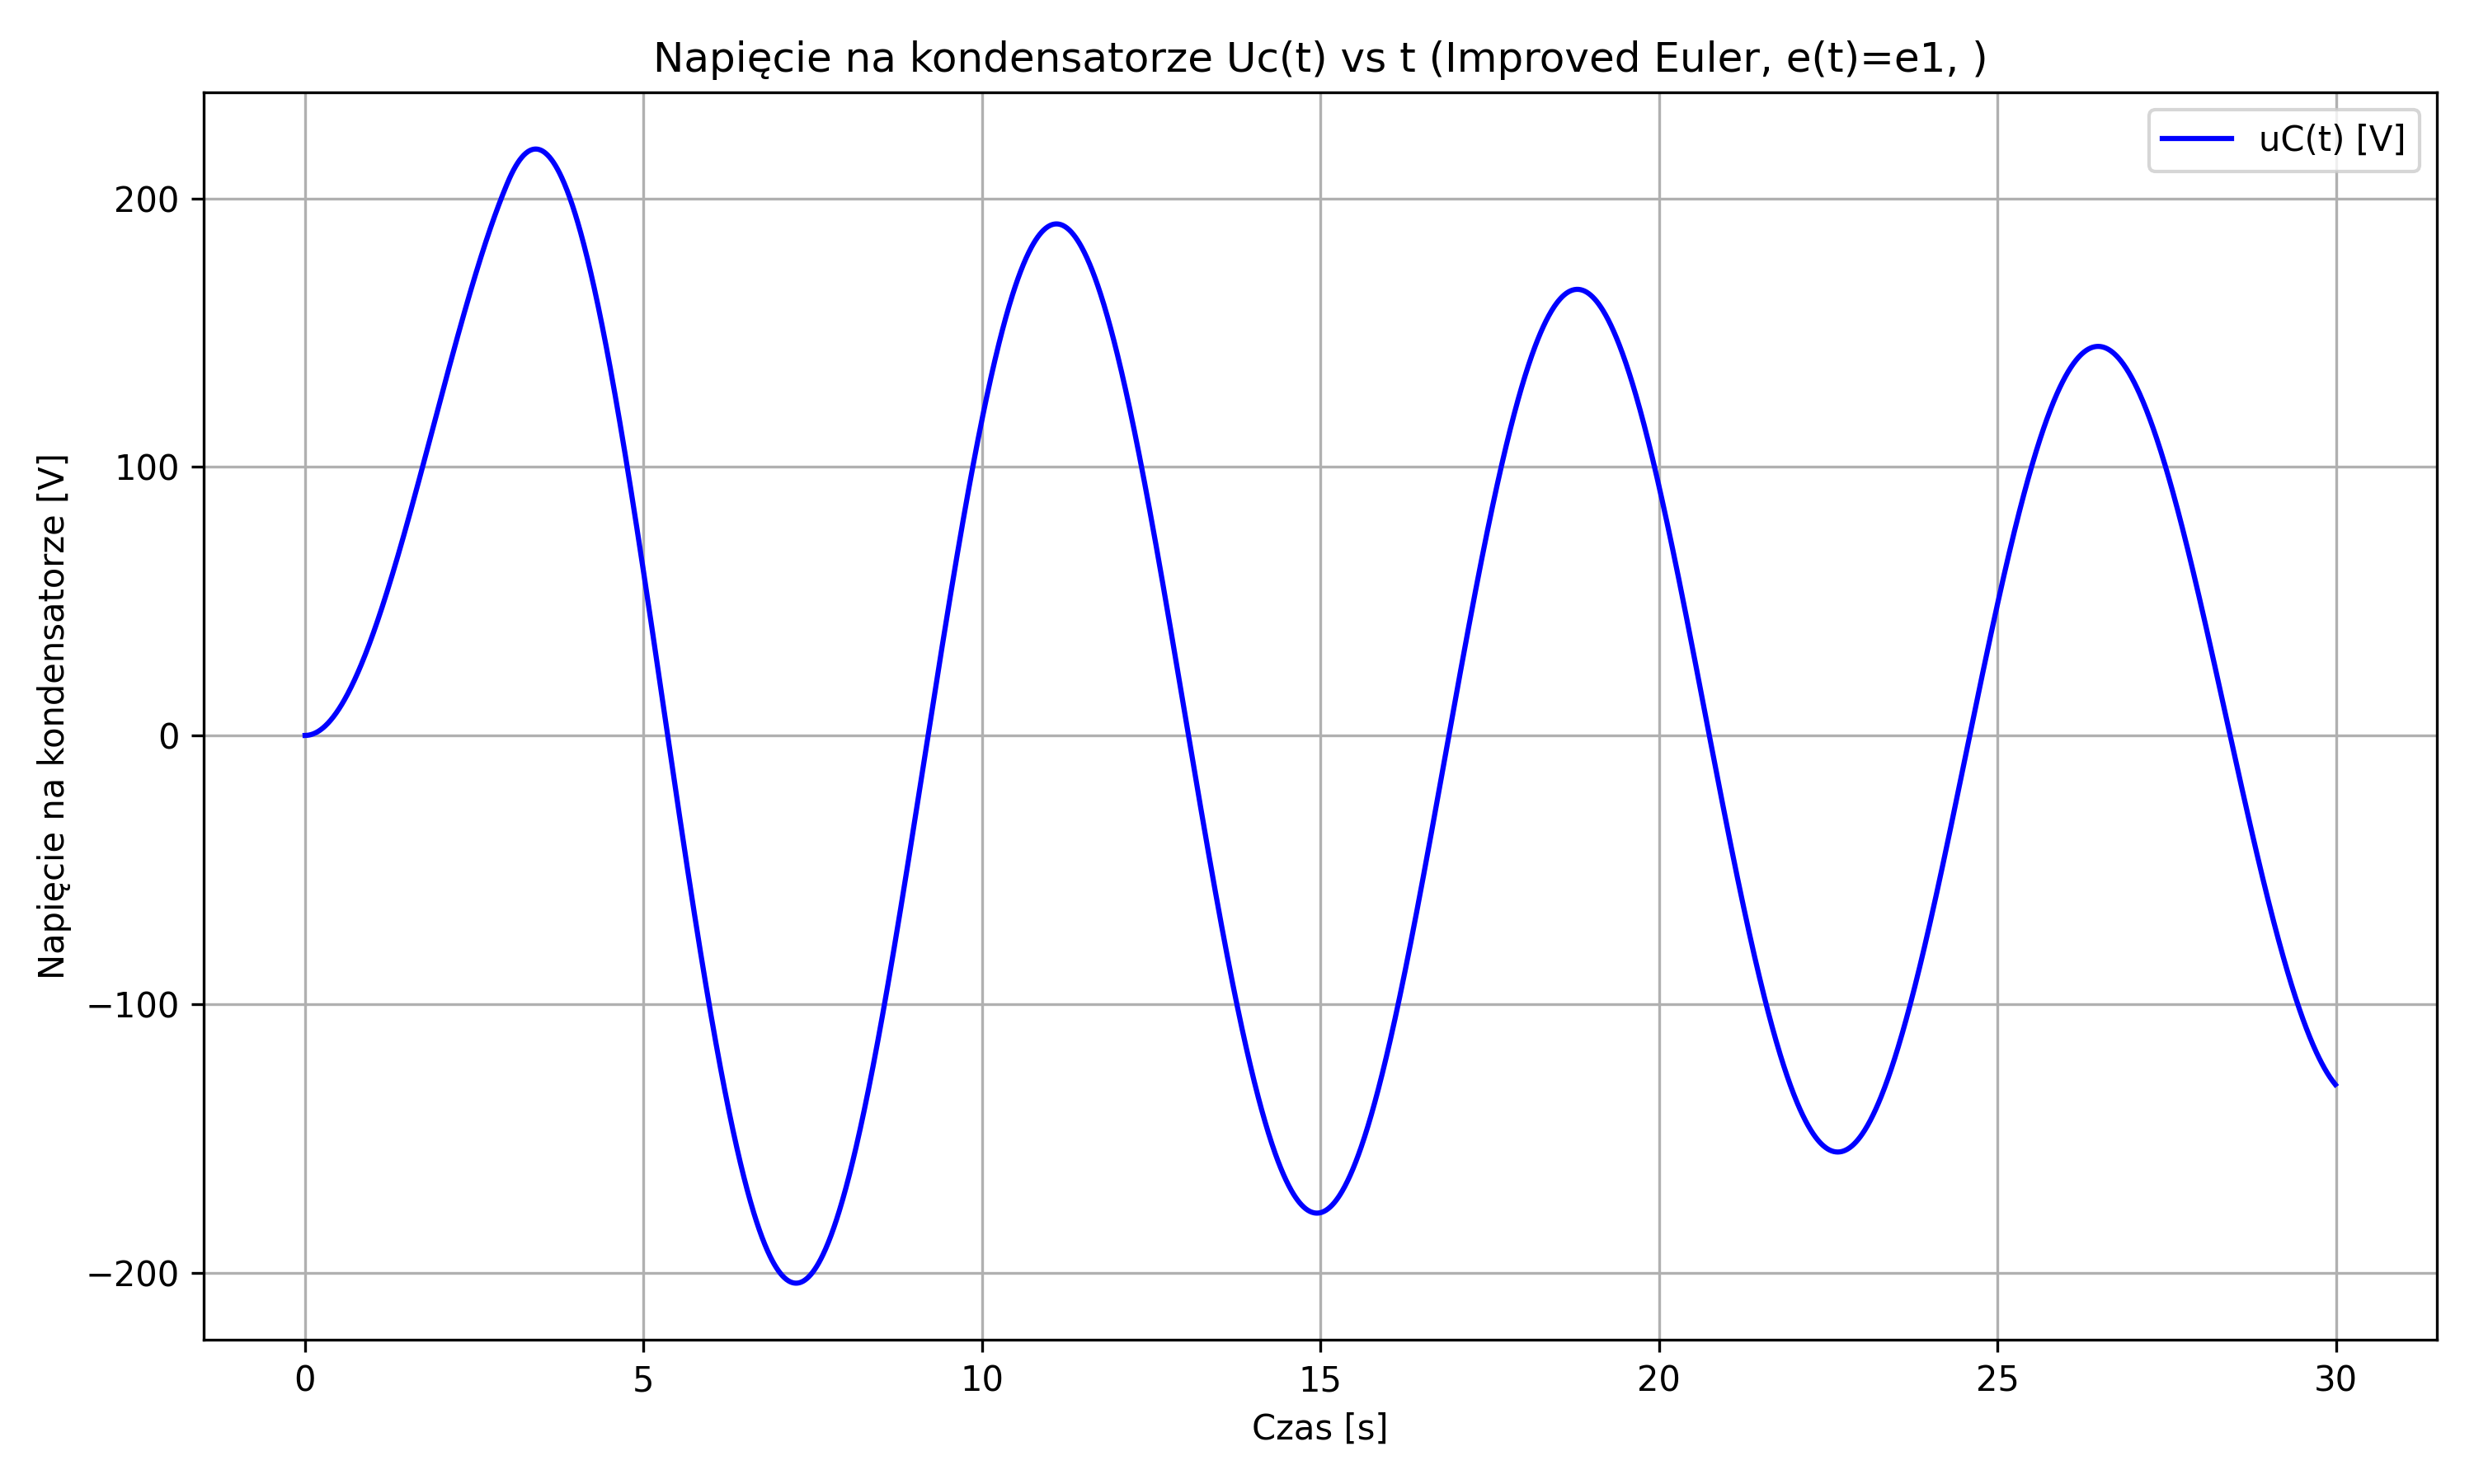 Napięcie na kondensatorze Uc(t) vs t (Improved Euler, e(t)=e1, )
uC(t) [V]
Napięcie na kondensatorze [V]
200
100
0
−100
−200
0 5 10 15 20 25 30
Czas [s]